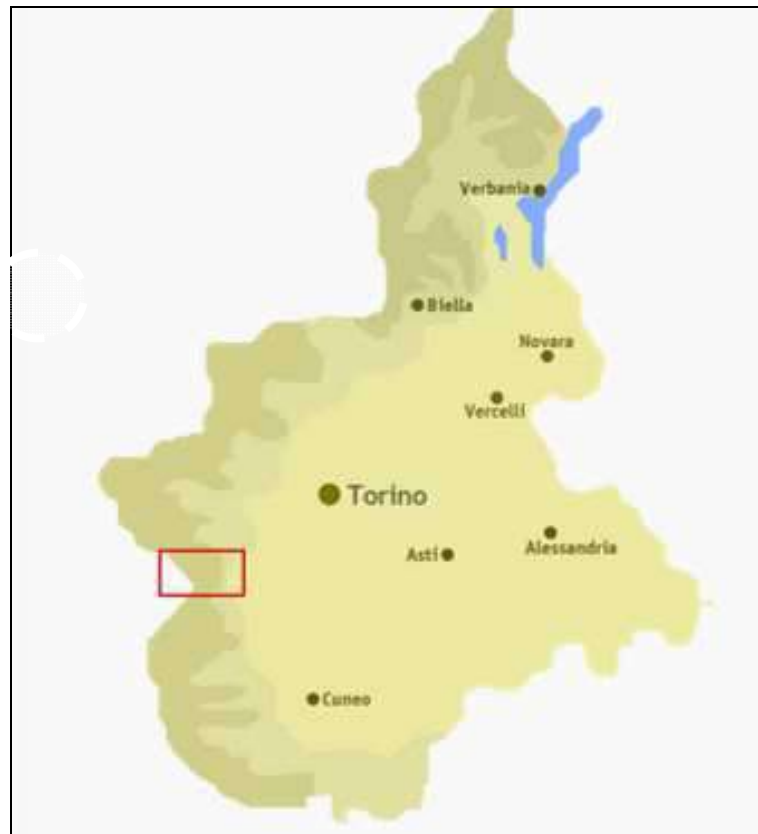 Verbania
Biella
Novara
Vercelli
Torino
Asti
Alessandria
Cuneo